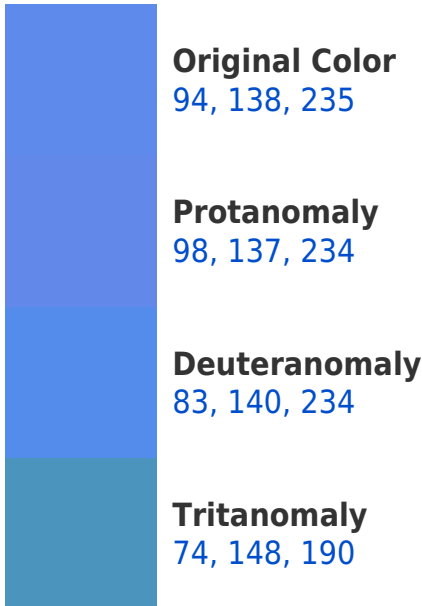 Original Color
94, 138, 235
Protanomaly
98, 137, 234
Deuteranomaly
83, 140, 234
Tritanomaly
74, 148, 190